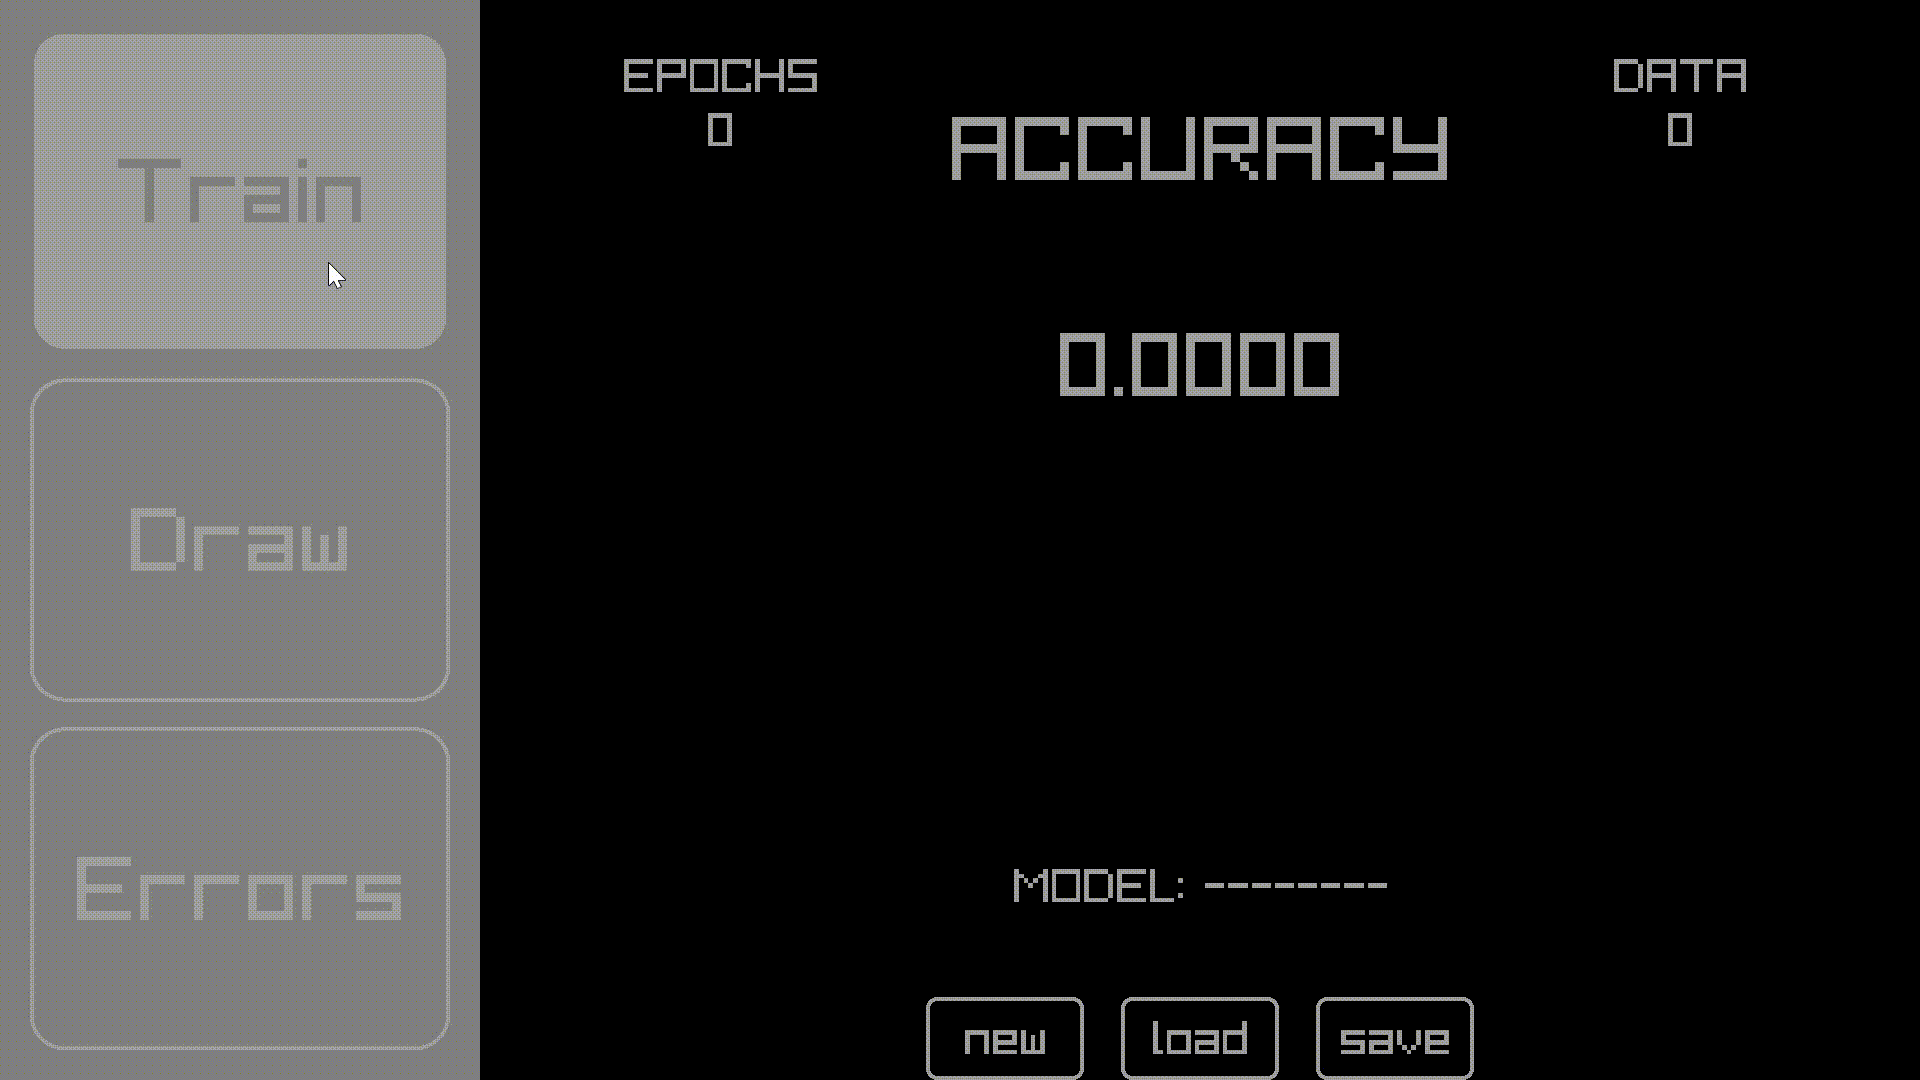 Train
Draw
Errors
EPOCHS
0
ACCURACY
0.0000
DATA
0
MODEL: --------
new
load
save